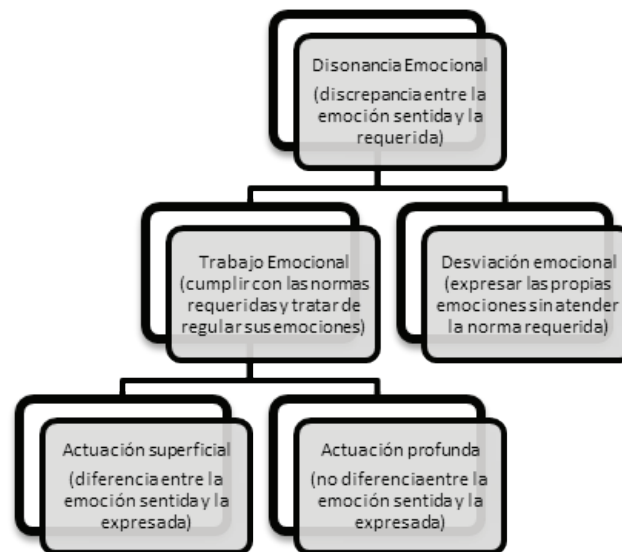 Disonancia Emocional
(discrepancia entre la
emoción sentida y la
requerida)
Trabajo Emocional
(cumplir con las normas
requeridas y tratar de
regular sus emociones)
Desviación emocional
(expresar las propias
emociones sin atender
la norma requerida)
Actuación superficial
(diferencia entre la
emoción sentida y la
expresada)
Actuación profunda
(no diferencia entre la
emoción sentida y la
expresada)